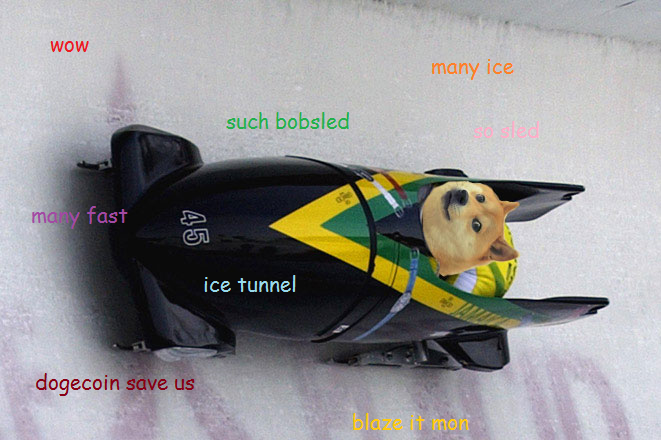 wow
many ice
such bobsled
so sled
many fast
45
ice tunnel
dogecoin save us
blaze it mon